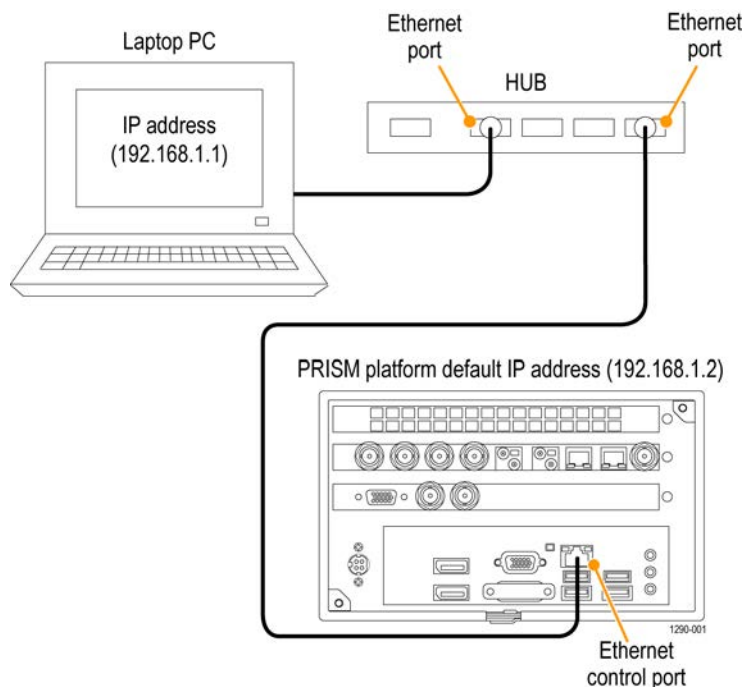 Laptop PC
Ethernet
port
Ethernet
port
HUB
IP address
(192.168.1.1)
PRISM platform default IP address (192.168.1.2)
1290-001
Ethernet
control port